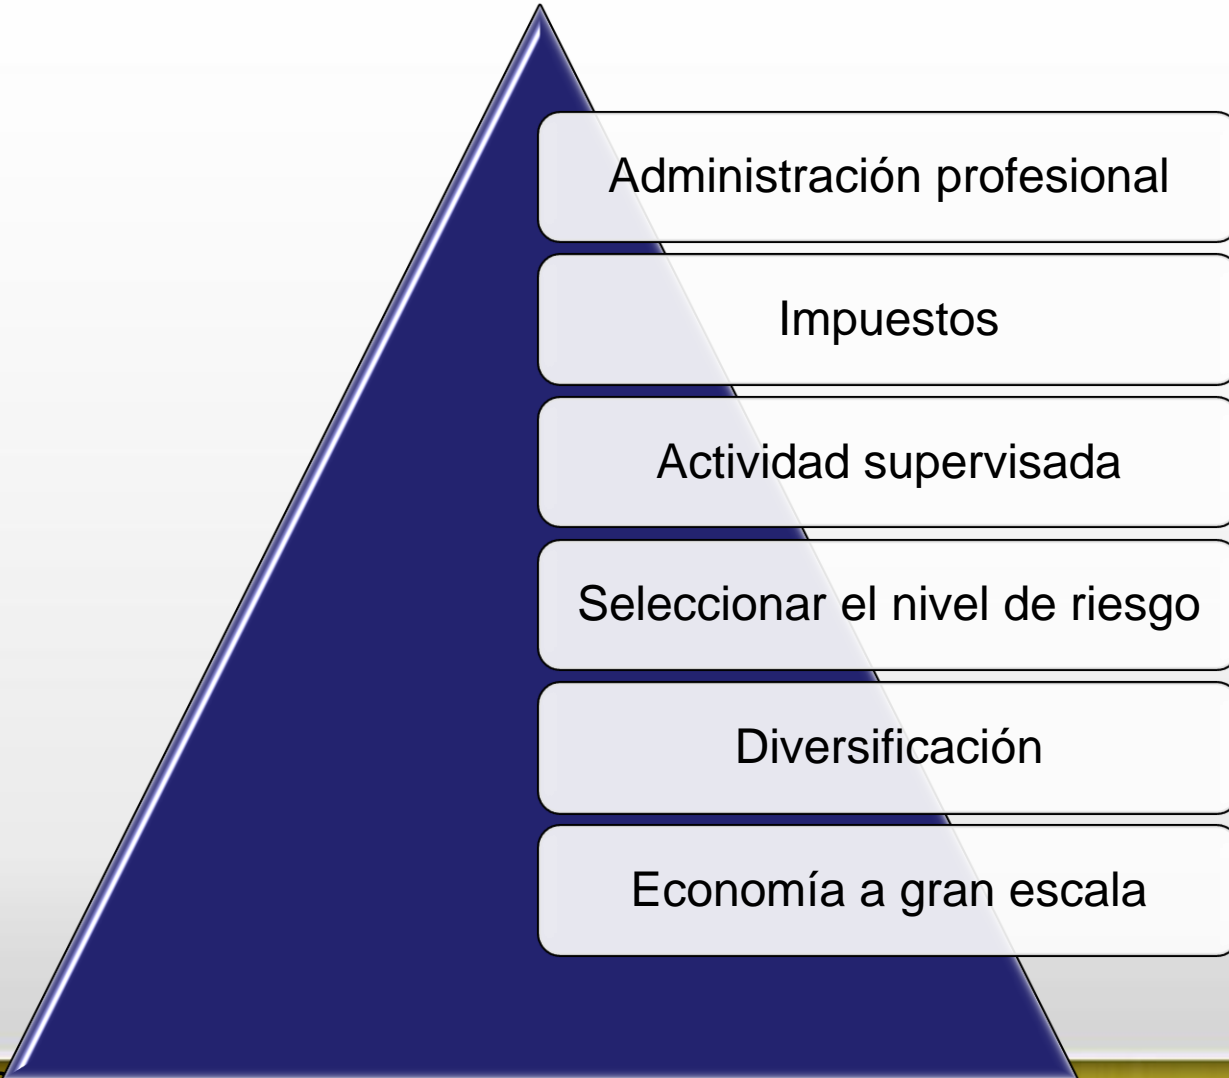 Administración profesional
Impuestos
Actividad supervisada
Seleccionar el nivel de riesgo
Diversificación
Economía a gran escala